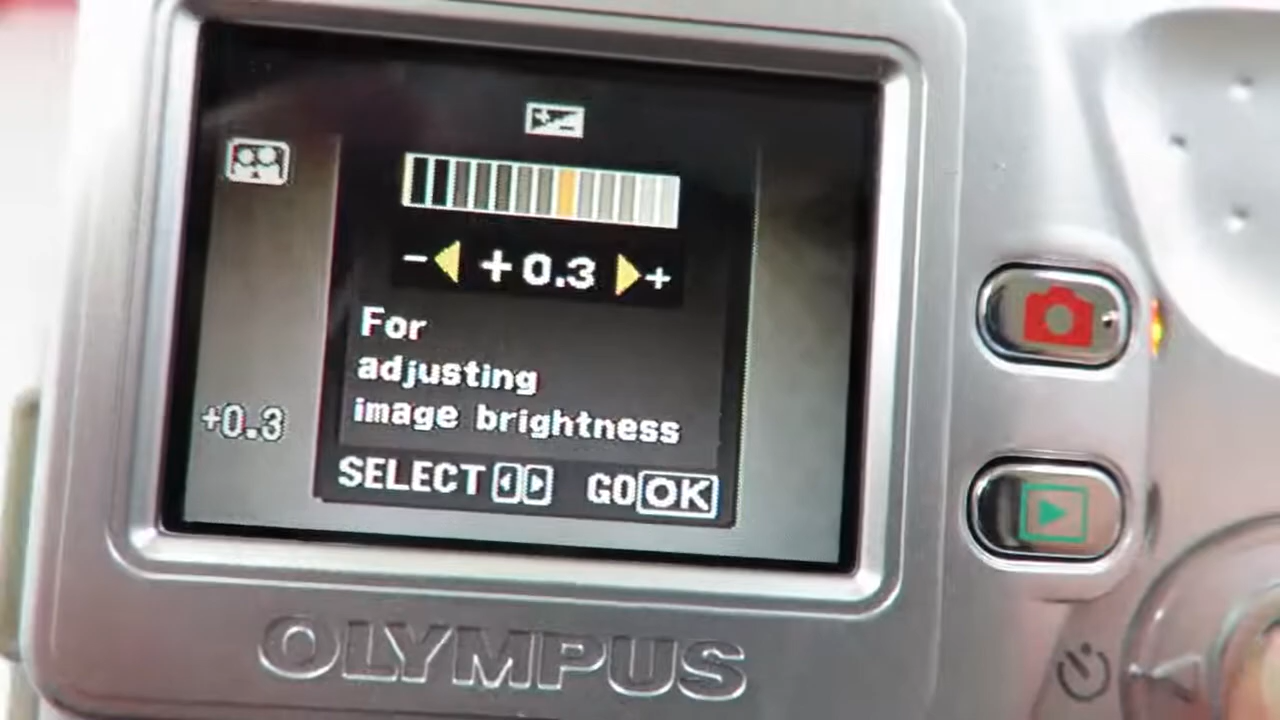 - +0.3 +
For
adjusting
image brightness
+0.3
SELECT GO OK
OLYMPUS